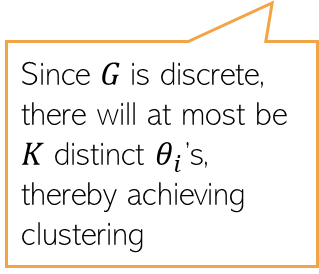 Since 𝑮 is discrete,
there will at most be
𝑲 distinct 𝜽ᵢ's,
thereby achieving
clustering